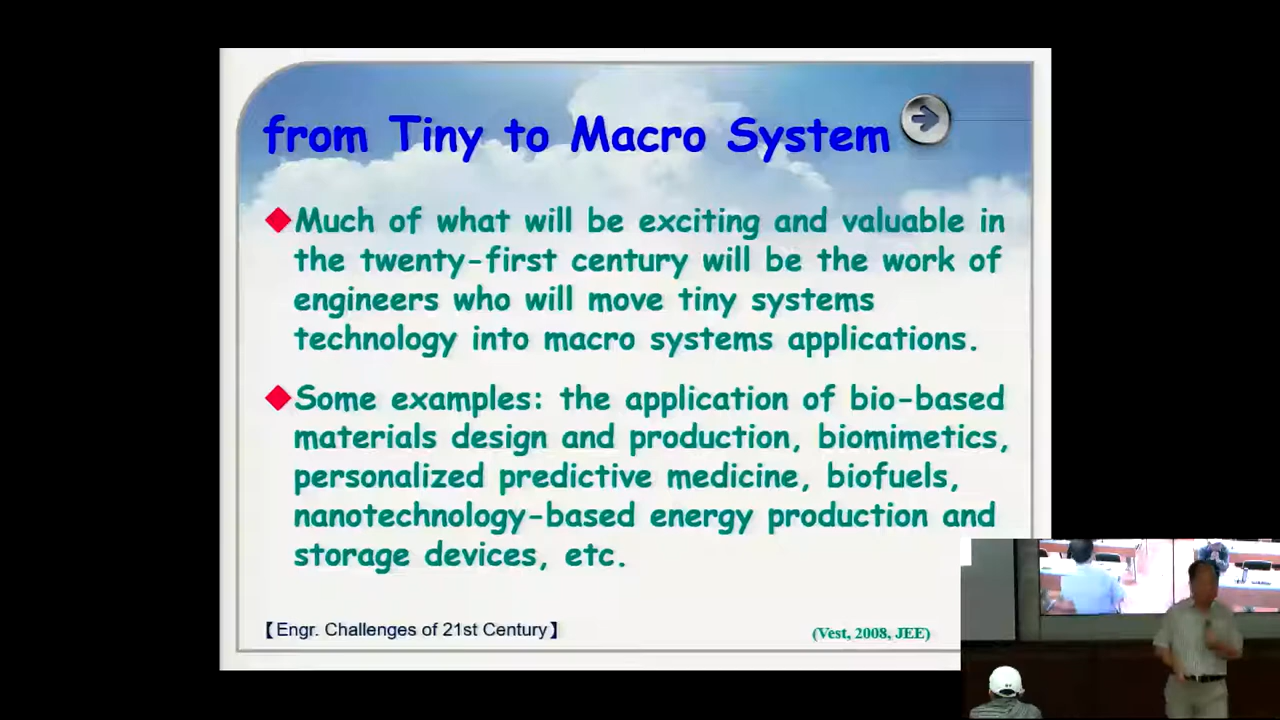 from Tiny to Macro System
Much of what will be exciting and valuable in
the twenty-first century will be the work of
engineers who will move tiny systems
technology into macro systems applications.
Some examples: the application of bio-based
materials design and production, biomimetics,
personalized predictive medicine, biofuels,
nanotechnology-based energy production and
storage devices, etc.
【Engr. Challenges of 21st Century】
(Vest, 2008, JEE)